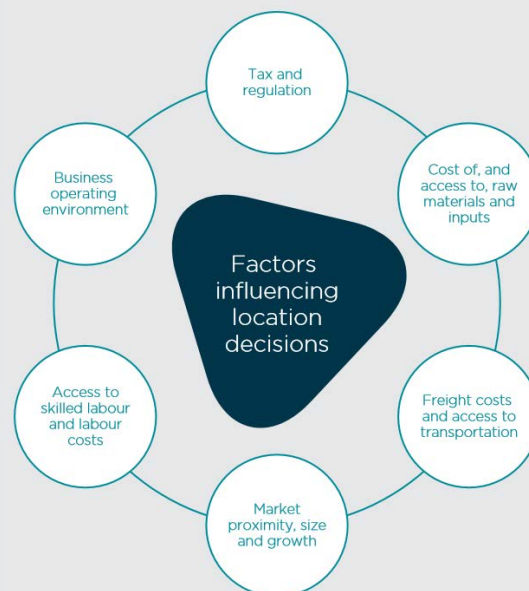 Tax and
regulation
Cost of, and
access to, raw
materials and
inputs
Freight costs
and access to
transportation
Market
proximity, size
and growth
Access to
skilled labour
and labour
costs
Business
operating
environment
Factors
influencing
location
decisions